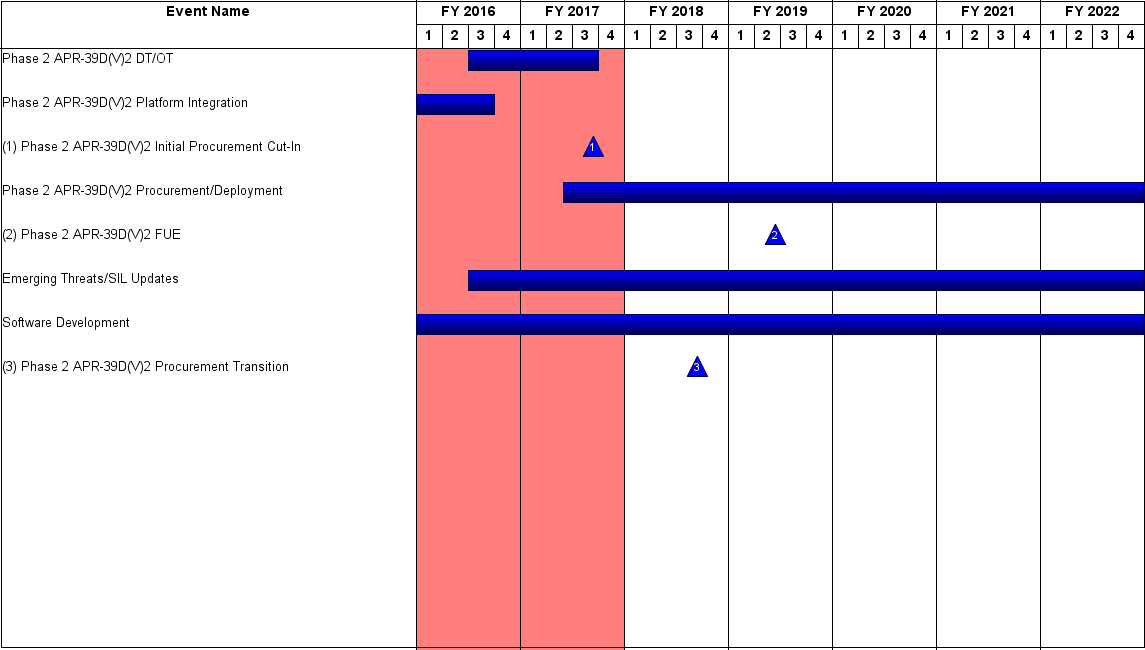 Event Name FY 2016 FY 2017 FY 2018 FY 2019 FY 2020 FY 2021 FY 2022
1 2 3 4 1 2 3 4 1 2 3 4 1 2 3 4 1 2 3 4 1 2 3 4 1 2 3 4
Phase 2 APR-39D(V)2 DT/OT
Phase 2 APR-39D(V)2 Platform Integration
(1) Phase 2 APR-39D(V)2 Initial Procurement Cut-In 1
Phase 2 APR-39D(V)2 Procurement/Deployment
(2) Phase 2 APR-39D(V)2 FUE 2
Emerging Threats/SIL Updates
Software Development
(3) Phase 2 APR-39D(V)2 Procurement Transition 3